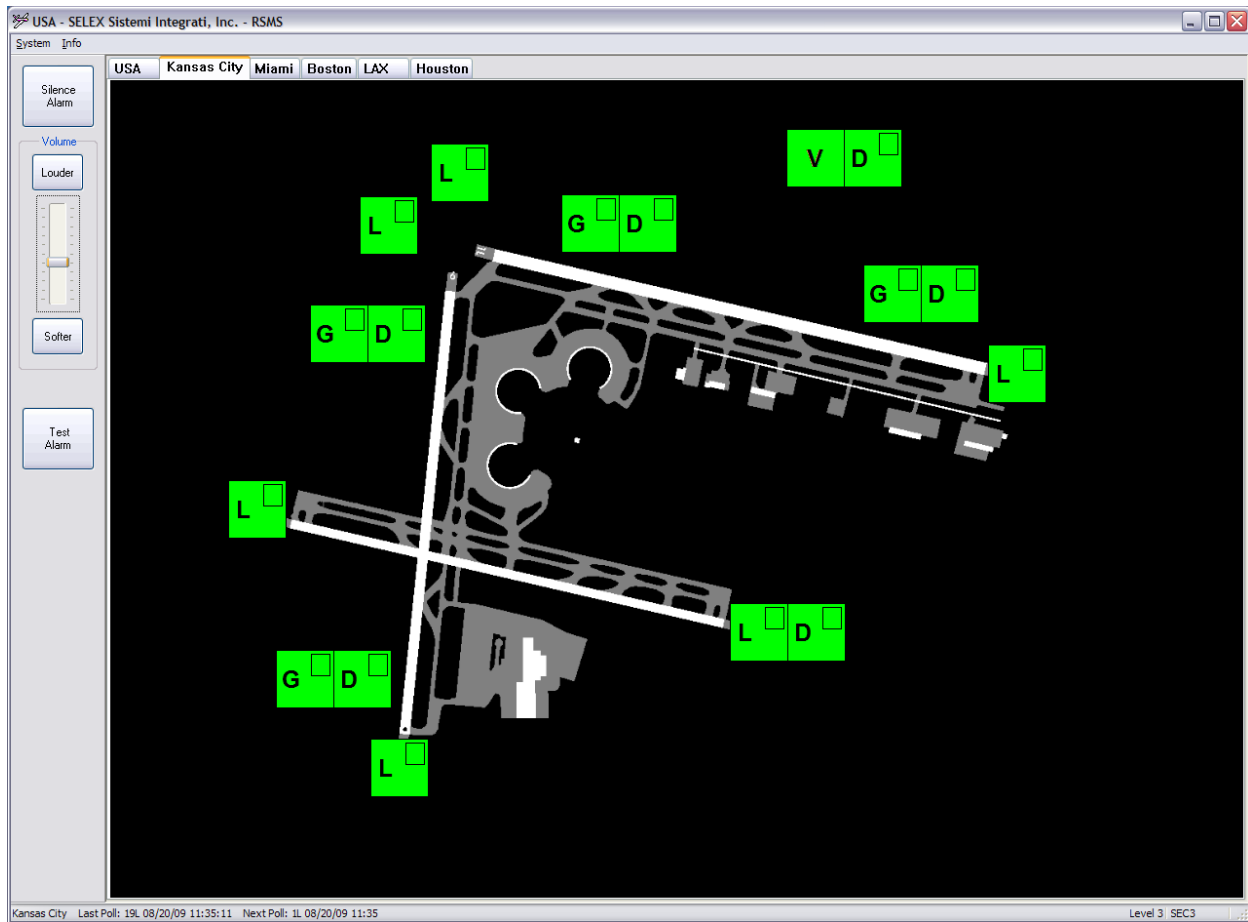 USA - SELEX Sistemi Integrati, Inc. - RSMS
System Info
USA Kansas City Miami Boston LAX Houston
Silence
Alarm
Volume
Louder
Softer
Test
Alarm
V D
L
G D
L
G D
G D
L
L
L D
G D
L
Kansas City Last Poll: 19L 08/20/09 11:35:11 Next Poll: 1L 08/20/09 11:35 Level 3 SEC3